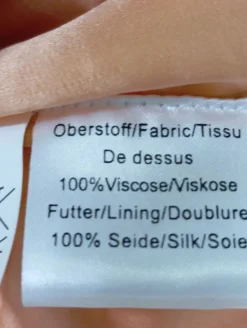 Oberstoff/Fabric/Tissu
De dessus
100%Viscose/Viskose
Futter/Lining/Doublure
100% Seide/Silk/Soie